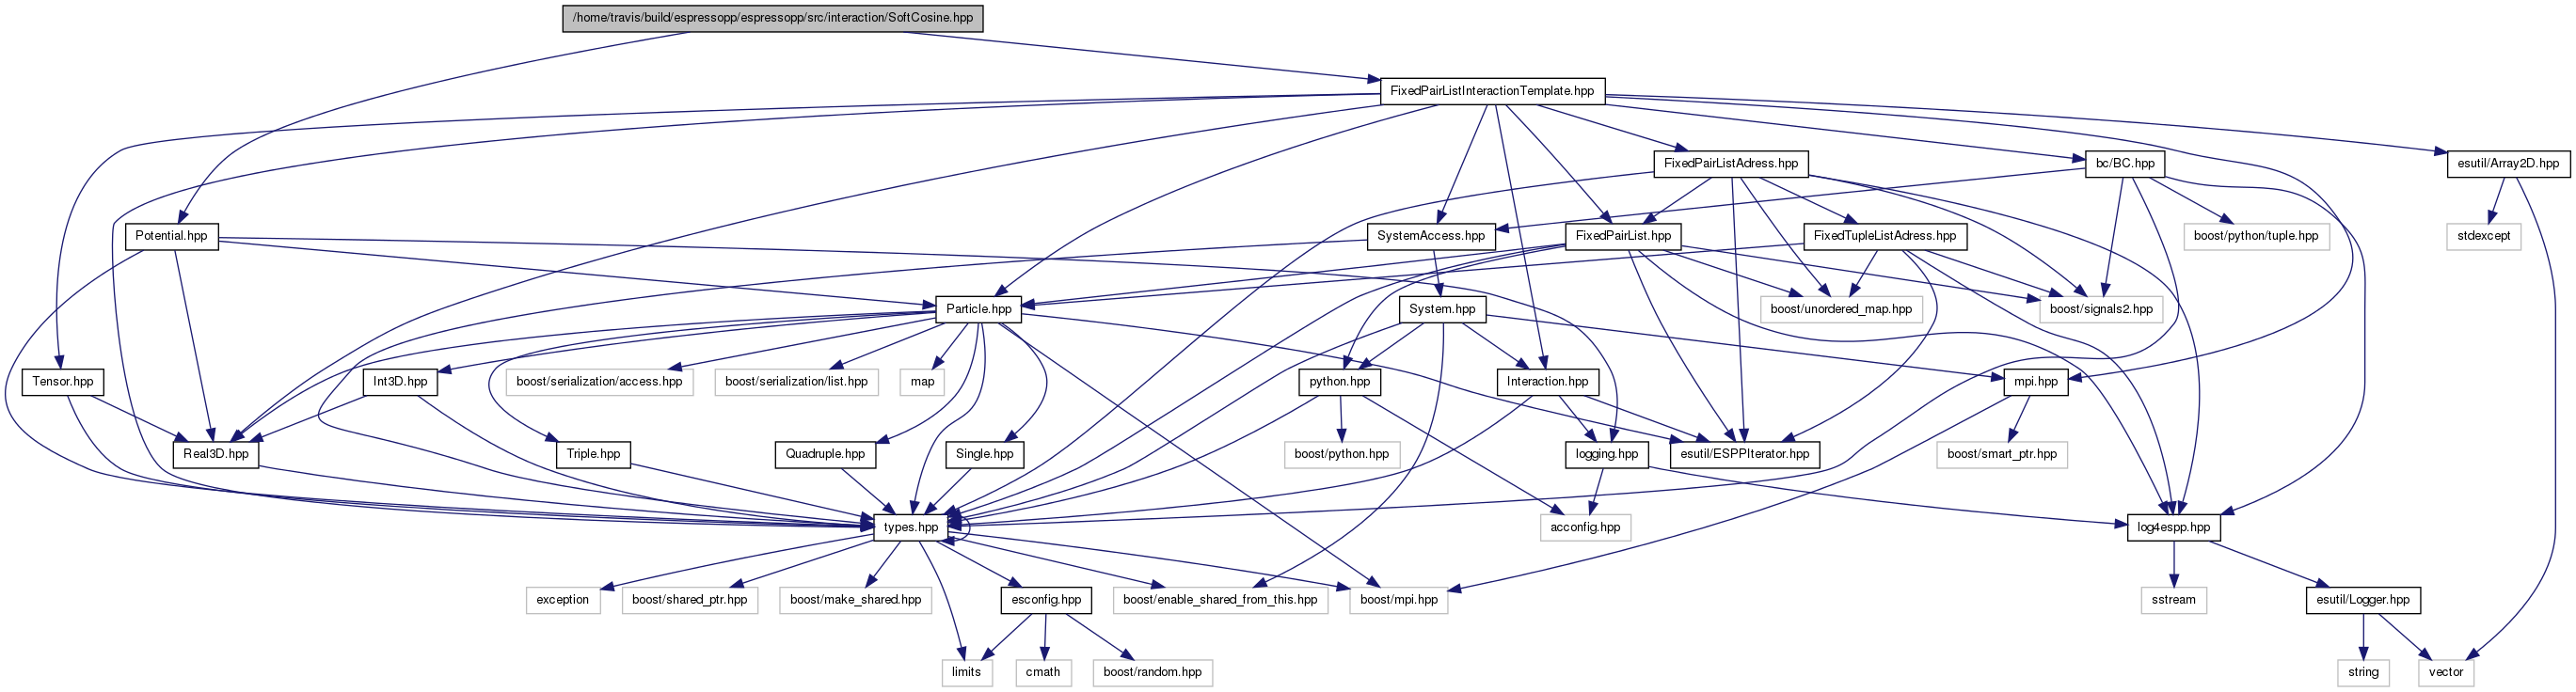 /home/travis/build/espressopp/espressopp/src/interaction/SoftCosine.hpp
FixedPairListInteractionTemplate.hpp
FixedPairListAdress.hpp
bc/BC.hpp
esutil/Array2D.hpp
Potential.hpp
SystemAccess.hpp
FixedPairList.hpp
FixedTupleListAdress.hpp
boost/python/tuple.hpp
stdexcept
Particle.hpp
System.hpp
boost/unordered_map.hpp
boost/signals2.hpp
Tensor.hpp
Int3D.hpp
boost/serialization/access.hpp
boost/serialization/list.hpp
map
python.hpp
Interaction.hpp
mpi.hpp
Real3D.hpp
Triple.hpp
Quadruple.hpp
Single.hpp
boost/python.hpp
logging.hpp
esutil/ESPPIterator.hpp
boost/smart_ptr.hpp
types.hpp
acconfig.hpp
log4espp.hpp
exception
boost/shared_ptr.hpp
boost/make_shared.hpp
esconfig.hpp
boost/enable_shared_from_this.hpp
boost/mpi.hpp
sstream
esutil/Logger.hpp
limits
cmath
boost/random.hpp
string
vector